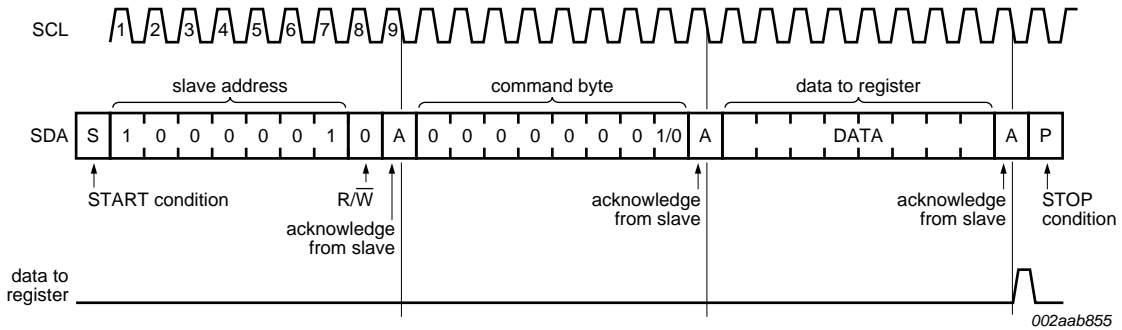 SCL 1 2 3 4 5 6 7 8 9
slave address command byte data to register
SDA S 1 0 0 0 0 0 1 0 A 0 0 0 0 0 0 0 1/0 A DATA A P
START condition
R/W̅
acknowledge
from slave
acknowledge
from slave
acknowledge
from slave
STOP
condition
data to
register
002aab855